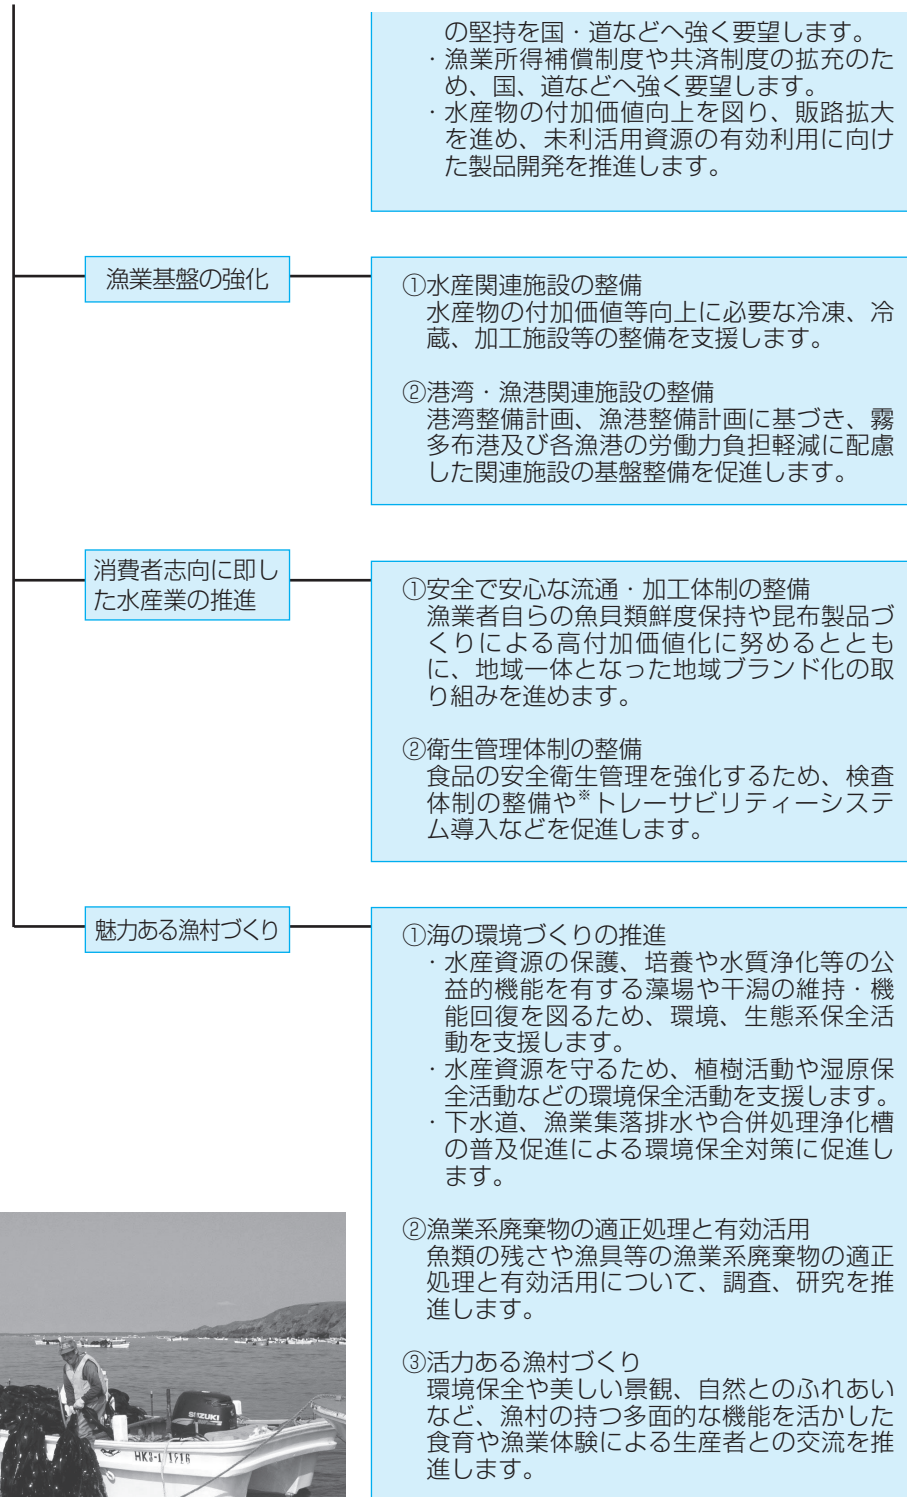 の堅持を国・道などへ強く要望します。
・漁業所得補償制度や共済制度の拡充のた
め、国、道などへ強く要望します。
・水産物の付加価値向上を図り、販路拡大
を進め、未利活用資源の有効利用に向け
た製品開発を推進します。
漁業基盤の強化
①水産関連施設の整備
水産物の付加価値等向上に必要な冷凍、冷
蔵、加工施設等の整備を支援します。
②港湾・漁港関連施設の整備
港湾整備計画、漁港整備計画に基づき、霧
多布港及び各漁港の労働力負担軽減に配慮
した関連施設の基盤整備を促進します。
消費者志向に即し
た水産業の推進
①安全で安心な流通・加工体制の整備
漁業者自らの魚貝類鮮度保持や昆布製品づ
くりによる高付加価値化に努めるととも
に、地域一体となった地域ブランド化の取
り組みを進めます。
②衛生管理体制の整備
食品の安全衛生管理を強化するため、検査
体制の整備や※トレーサビリティーシステ
ム導入などを促進します。
魅力ある漁村づくり
①海の環境づくりの推進
・水産資源の保護、培養や水質浄化等の公
益的機能を有する藻場や干潟の維持・機
能回復を図るため、環境、生態系保全活
動を支援します。
・水産資源を守るため、植樹活動や湿原保
全活動などの環境保全活動を支援します。
・下水道、漁業集落排水や合併処理浄化槽
の普及促進による環境保全対策に促進し
ます。
②漁業系廃棄物の適正処理と有効活用
魚類の残さや漁具等の漁業系廃棄物の適正
処理と有効活用について、調査、研究を推
進します。
③活力ある漁村づくり
環境保全や美しい景観、自然とのふれあい
など、漁村の持つ多面的な機能を活かした
食育や漁業体験による生産者との交流を推
進します。
SUZUKI